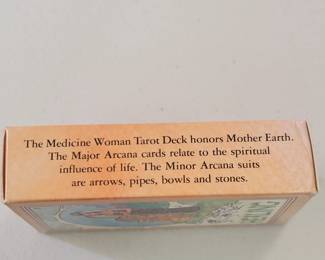 The Medicine Woman Tarot Deck honors Mother Earth.
The Major Arcana cards relate to the spiritual
influence of life. The Minor Arcana suits
are arrows, pipes, bowls and stones.